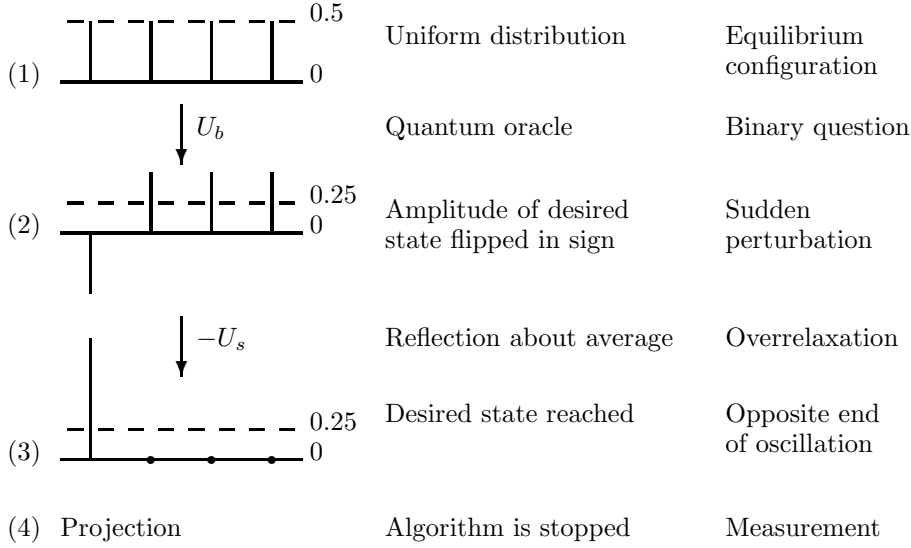 0.5
(1) 0 Uniform distribution Equilibrium
configuration
U_b Quantum oracle Binary question
0.25
(2) 0 Amplitude of desired Sudden
state flipped in sign perturbation
−U_s Reflection about average Overrelaxation
0.25 Desired state reached Opposite end
(3) 0 of oscillation
(4) Projection Algorithm is stopped Measurement